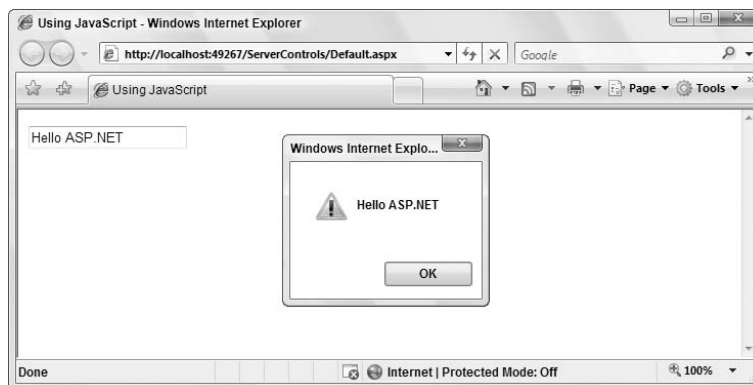 Using JavaScript - Windows Internet Explorer
http://localhost:49267/ServerControls/Default.aspx
Google
Using JavaScript
Page
Tools
Hello ASP.NET
Windows Internet Explo...
Hello ASP.NET
OK
Done
Internet | Protected Mode: Off
100%